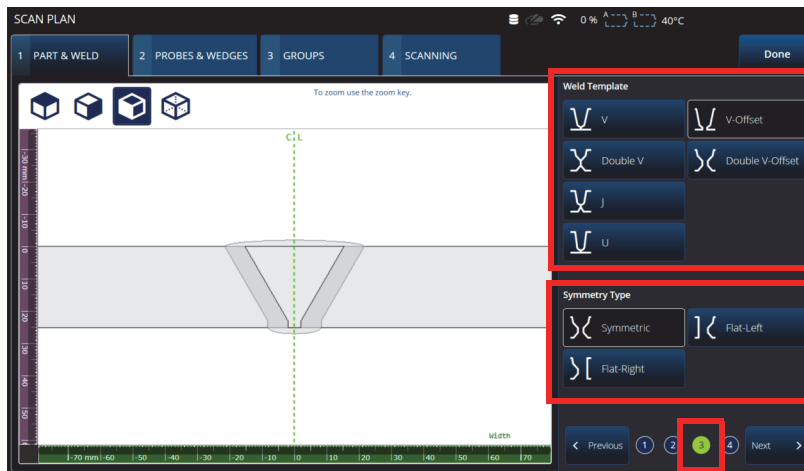 SCAN PLAN
0 %
A
B
40°C
1 PART & WELD
2 PROBES & WEDGES
3 GROUPS
4 SCANNING
Done
To zoom use the zoom key.
C L
|-30 mm
|-20
|-10
|0
|10
|20
|30
|40
|50
Width
|-70 mm
|-60
|-50
|-40
|-30
|-20
|-10
|0
|10
|20
|30
|40
|50
|60
|70
Weld Template
V
V-Offset
Double V
Double V-Offset
J
U
Symmetry Type
Symmetric
Flat-Left
Flat-Right
< Previous
1
2
3
4
Next >